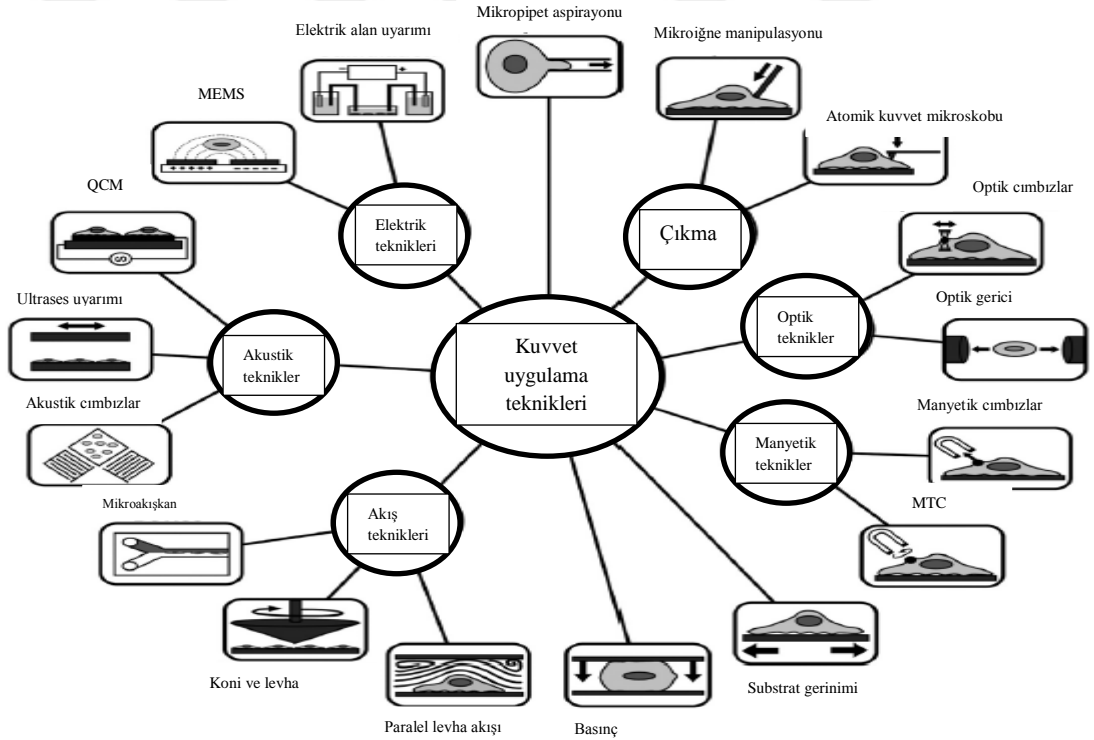 Mikropipet aspirasyonu
Elektrik alan uyarımı
Mikroiğne manipulasyonu
MEMS
Atomik kuvvet mikroskobu
QCM
Optik cımbızlar
Elektrik
teknikleri
Çıkma
Ultrases uyarımı
Optik gerici
Optik
teknikler
Akustik
teknikler
Kuvvet
uygulama
teknikleri
Akustik cımbızlar
Manyetik cımbızlar
Manyetik
teknikler
Mikroakışkan
MTC
Akış
teknikleri
Koni ve levha
Substrat gerinimi
Paralel levha akışı
Basınç
- +
+ + + + + - - - - -
S